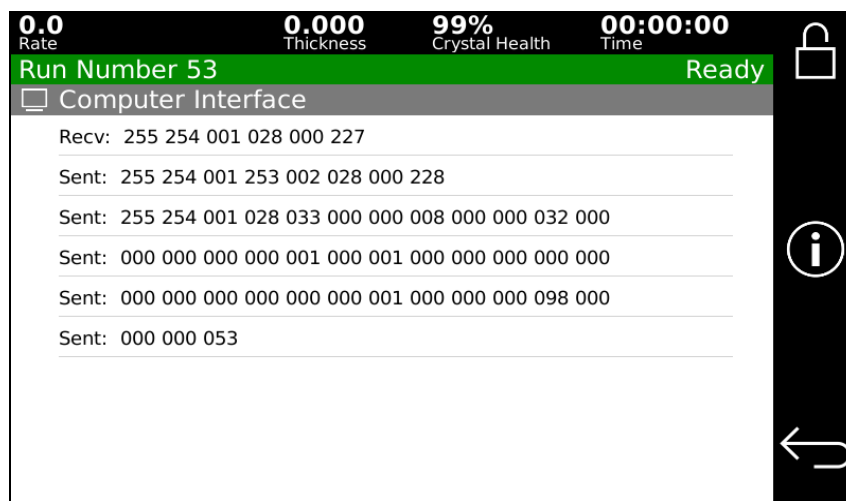 0.0 0.000 99% 00:00:00
Rate Thickness Crystal Health Time
Run Number 53 Ready
Computer Interface
Recv: 255 254 001 028 000 227
Sent: 255 254 001 253 002 028 000 228
Sent: 255 254 001 028 033 000 000 008 000 000 032 000
Sent: 000 000 000 000 001 000 001 000 000 000 000 000
Sent: 000 000 000 000 000 000 001 000 000 000 098 000
Sent: 000 000 053